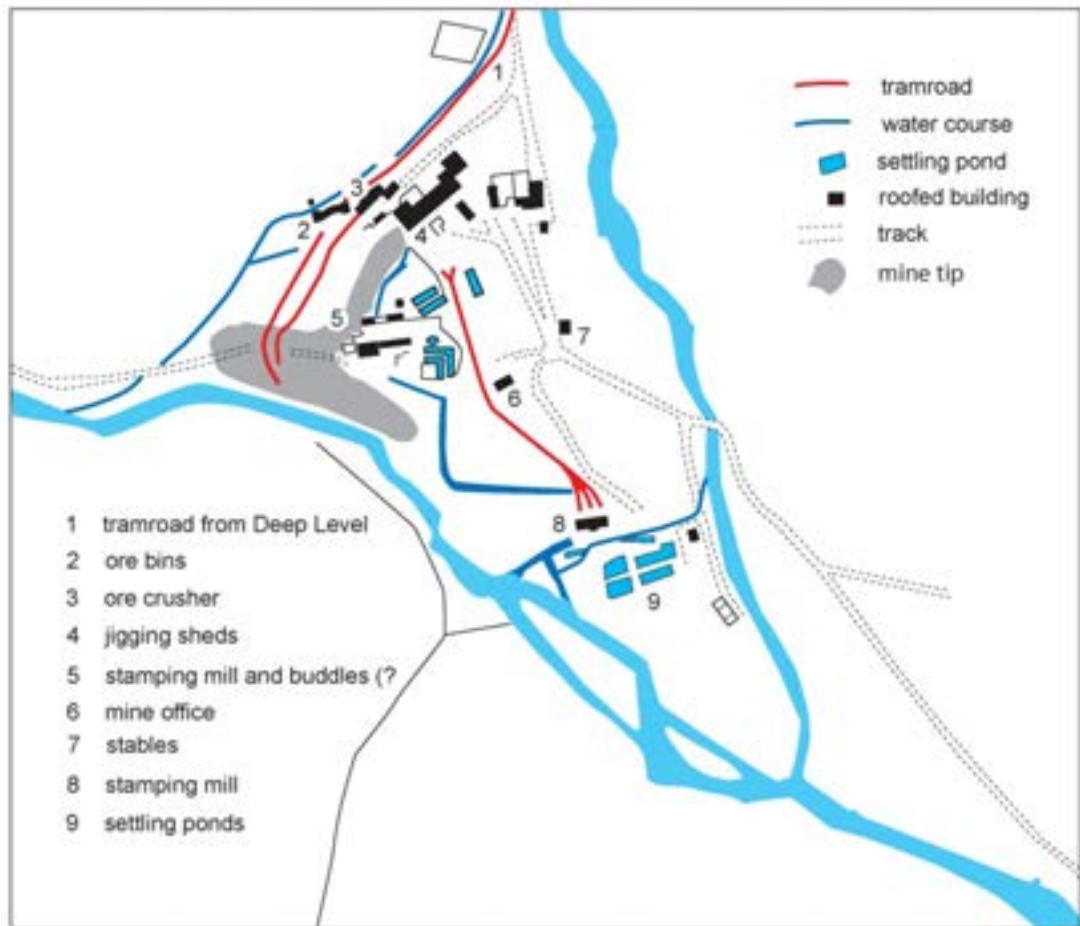 1
tramroad
water course
settling pond
roofed building
track
mine tip
3
2
4
5
7
6
8
9
1 tramroad from Deep Level
2 ore bins
3 ore crusher
4 jigging sheds
5 stamping mill and buddles (?
6 mine office
7 stables
8 stamping mill
9 settling ponds